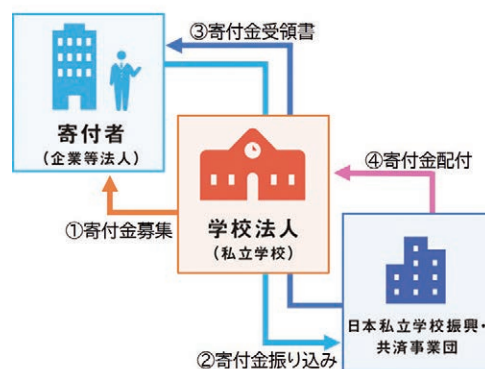 ③寄付金受領書
寄付者
(企業等法人)
④寄付金配付
①寄付金募集
学校法人
(私立学校)
日本私立学校振興・
共済事業団
②寄付金振り込み